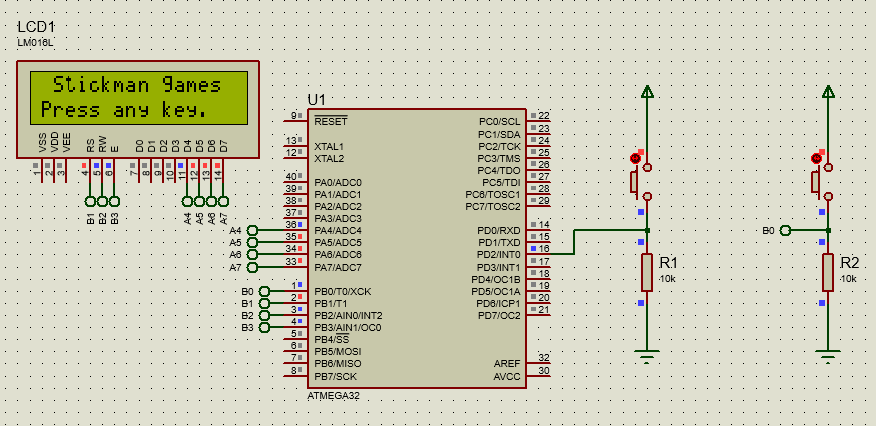 LCD1
LM016L
Stickman games
Press any key.
VSS
VDD
VEE
RS
RW
E
D0
D1
D2
D3
D4
D5
D6
D7
1
2
3
4
5
6
7
8
9
10
11
12
13
14
B1
B2
B3
A4
A5
A6
A7
U1
9 RESET
13 XTAL1
12 XTAL2
40 PA0/ADC0
39 PA1/ADC1
38 PA2/ADC2
37 PA3/ADC3
A4 36 PA4/ADC4
A5 35 PA5/ADC5
A6 34 PA6/ADC6
A7 33 PA7/ADC7
B0 1 PB0/T0/XCK
B1 2 PB1/T1
B2 3 PB2/AIN0/INT2
B3 4 PB3/AIN1/OC0
5 PB4/SS
6 PB5/MOSI
7 PB6/MISO
8 PB7/SCK
PC0/SCL 22
PC1/SDA 23
PC2/TCK 24
PC3/TMS 25
PC4/TDO 26
PC5/TDI 27
PC6/TOSC1 28
PC7/TOSC2 29
PD0/RXD 14
PD1/TXD 15
PD2/INT0 16
PD3/INT1 17
PD4/OC1B 18
PD5/OC1A 19
PD6/ICP1 20
PD7/OC2 21
AREF 32
AVCC 30
ATMEGA32
R1
10k
B0
R2
10k